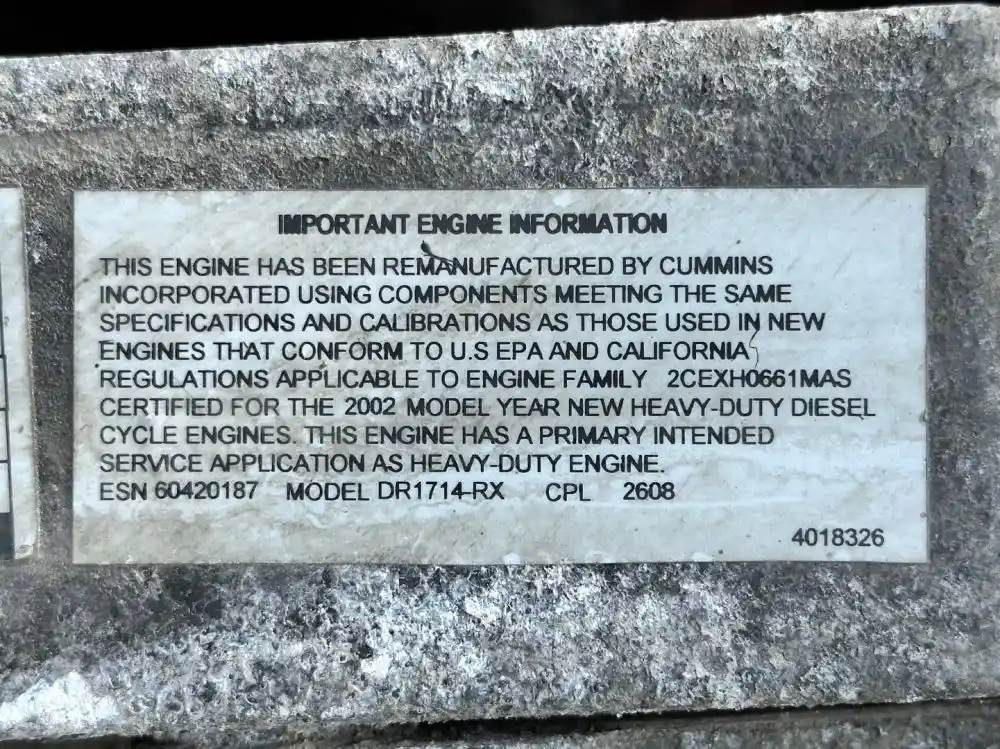 IMPORTANT ENGINE INFORMATION
THIS ENGINE HAS BEEN REMANUFACTURED BY CUMMINS
INCORPORATED USING COMPONENTS MEETING THE SAME
SPECIFICATIONS AND CALIBRATIONS AS THOSE USED IN NEW
ENGINES THAT CONFORM TO U.S EPA AND CALIFORNIA
REGULATIONS APPLICABLE TO ENGINE FAMILY 2CEXH0661MAS
CERTIFIED FOR THE 2002 MODEL YEAR NEW HEAVY-DUTY DIESEL
CYCLE ENGINES. THIS ENGINE HAS A PRIMARY INTENDED
SERVICE APPLICATION AS HEAVY-DUTY ENGINE.
ESN 60420187 MODEL DR1714-RX CPL 2608
4018326